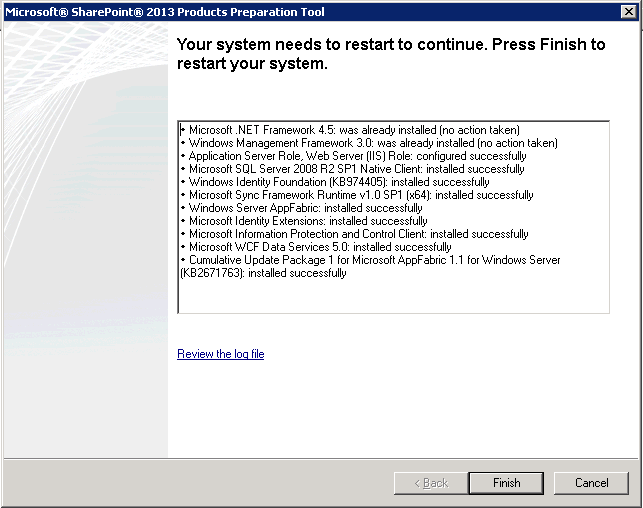 Microsoft® SharePoint® 2013 Products Preparation Tool
Your system needs to restart to continue. Press Finish to
restart your system.
• Microsoft .NET Framework 4.5: was already installed (no action taken)
• Windows Management Framework 3.0: was already installed (no action taken)
• Application Server Role, Web Server (IIS) Role: configured successfully
• Microsoft SQL Server 2008 R2 SP1 Native Client: installed successfully
• Windows Identity Foundation (KB974405): installed successfully
• Microsoft Sync Framework Runtime v1.0 SP1 (x64): installed successfully
• Windows Server AppFabric: installed successfully
• Microsoft Identity Extensions: installed successfully
• Microsoft Information Protection and Control Client: installed successfully
• Microsoft WCF Data Services 5.0: installed successfully
• Cumulative Update Package 1 for Microsoft AppFabric 1.1 for Windows Server
(KB2671763): installed successfully
Review the log file
< Back
Finish
Cancel